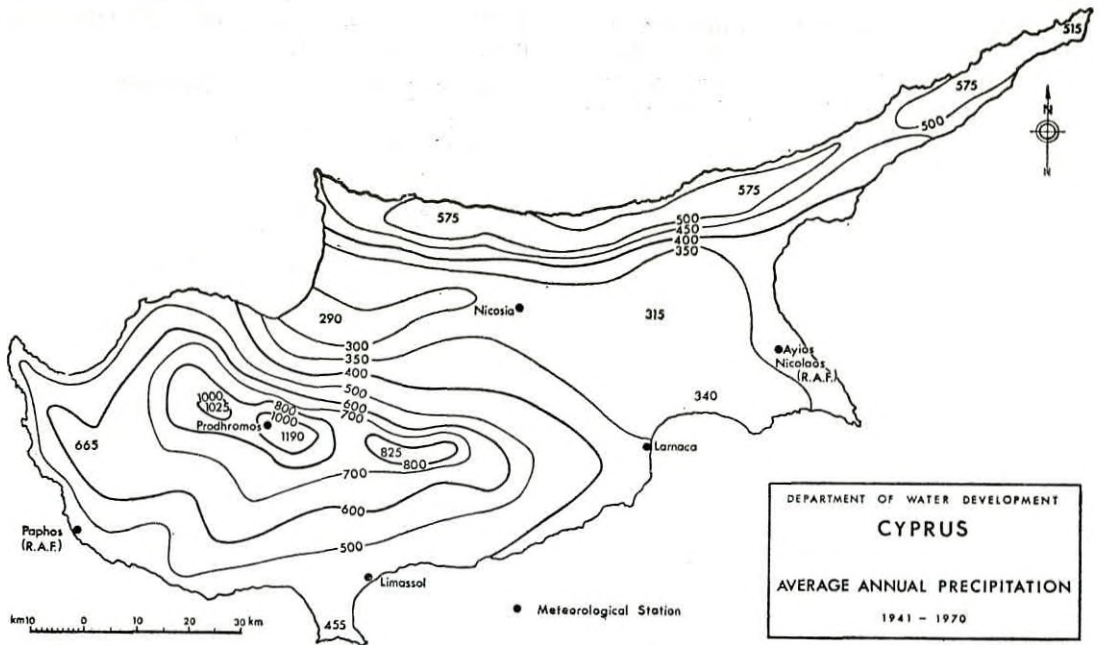 515
575
500
N
N
575
575
500
450
400
350
290
Nicosia
315
300
350
400
500
600
700
Ayios
Nicolaos
(R.A.F.)
340
1000
1025
800
1000
Prodhromos
1190
825
800
665
Larnaca
700
600
500
Paphos
(R.A.F.)
Limassol
455
km10 0 10 20 30 km
Meteorological Station
DEPARTMENT OF WATER DEVELOPMENT
CYPRUS
AVERAGE ANNUAL PRECIPITATION
1941 – 1970